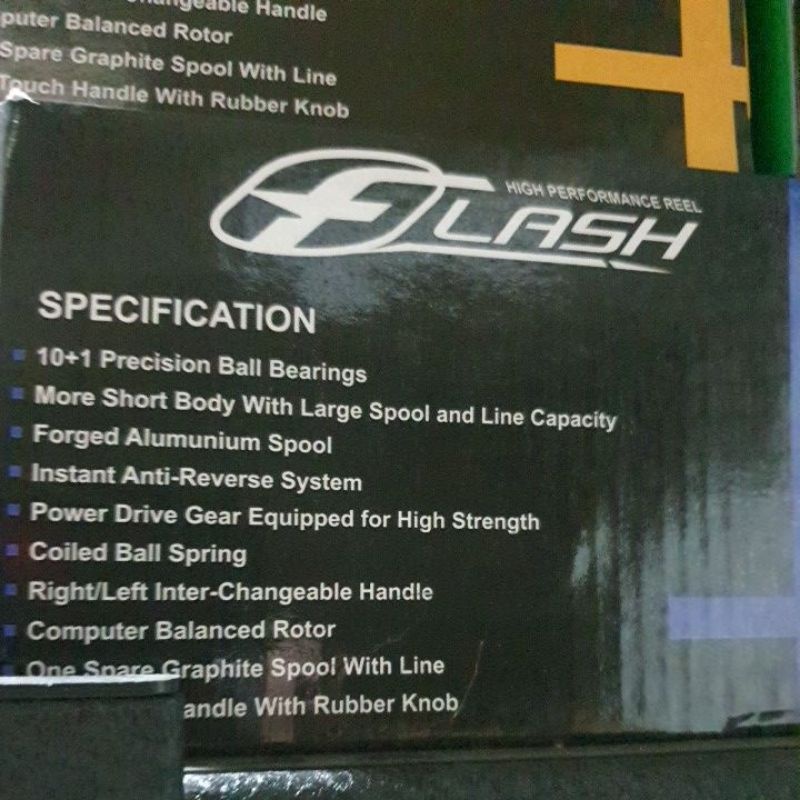 changeable Handle
puter Balanced Rotor
Spare Graphite Spool With Line
Touch Handle With Rubber Knob
FLASH
HIGH PERFORMANCE REEL
SPECIFICATION
10+1 Precision Ball Bearings
More Short Body With Large Spool and Line Capacity
Forged Alumunium Spool
Instant Anti-Reverse System
Power Drive Gear Equipped for High Strength
Coiled Ball Spring
Right/Left Inter-Changeable Handle
Computer Balanced Rotor
One Spare Graphite Spool With Line
andle With Rubber Knob